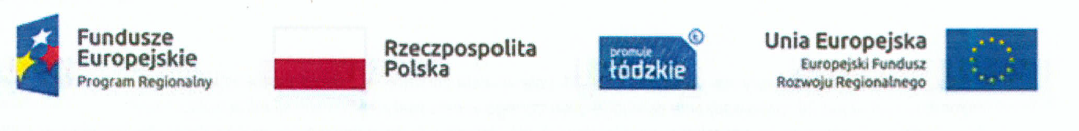 Fundusze
Europejskie
Program Regionalny
Rzeczpospolita
Polska
promuje
łódzkie
Unia Europejska
Europejski Fundusz
Rozwoju Regionalnego